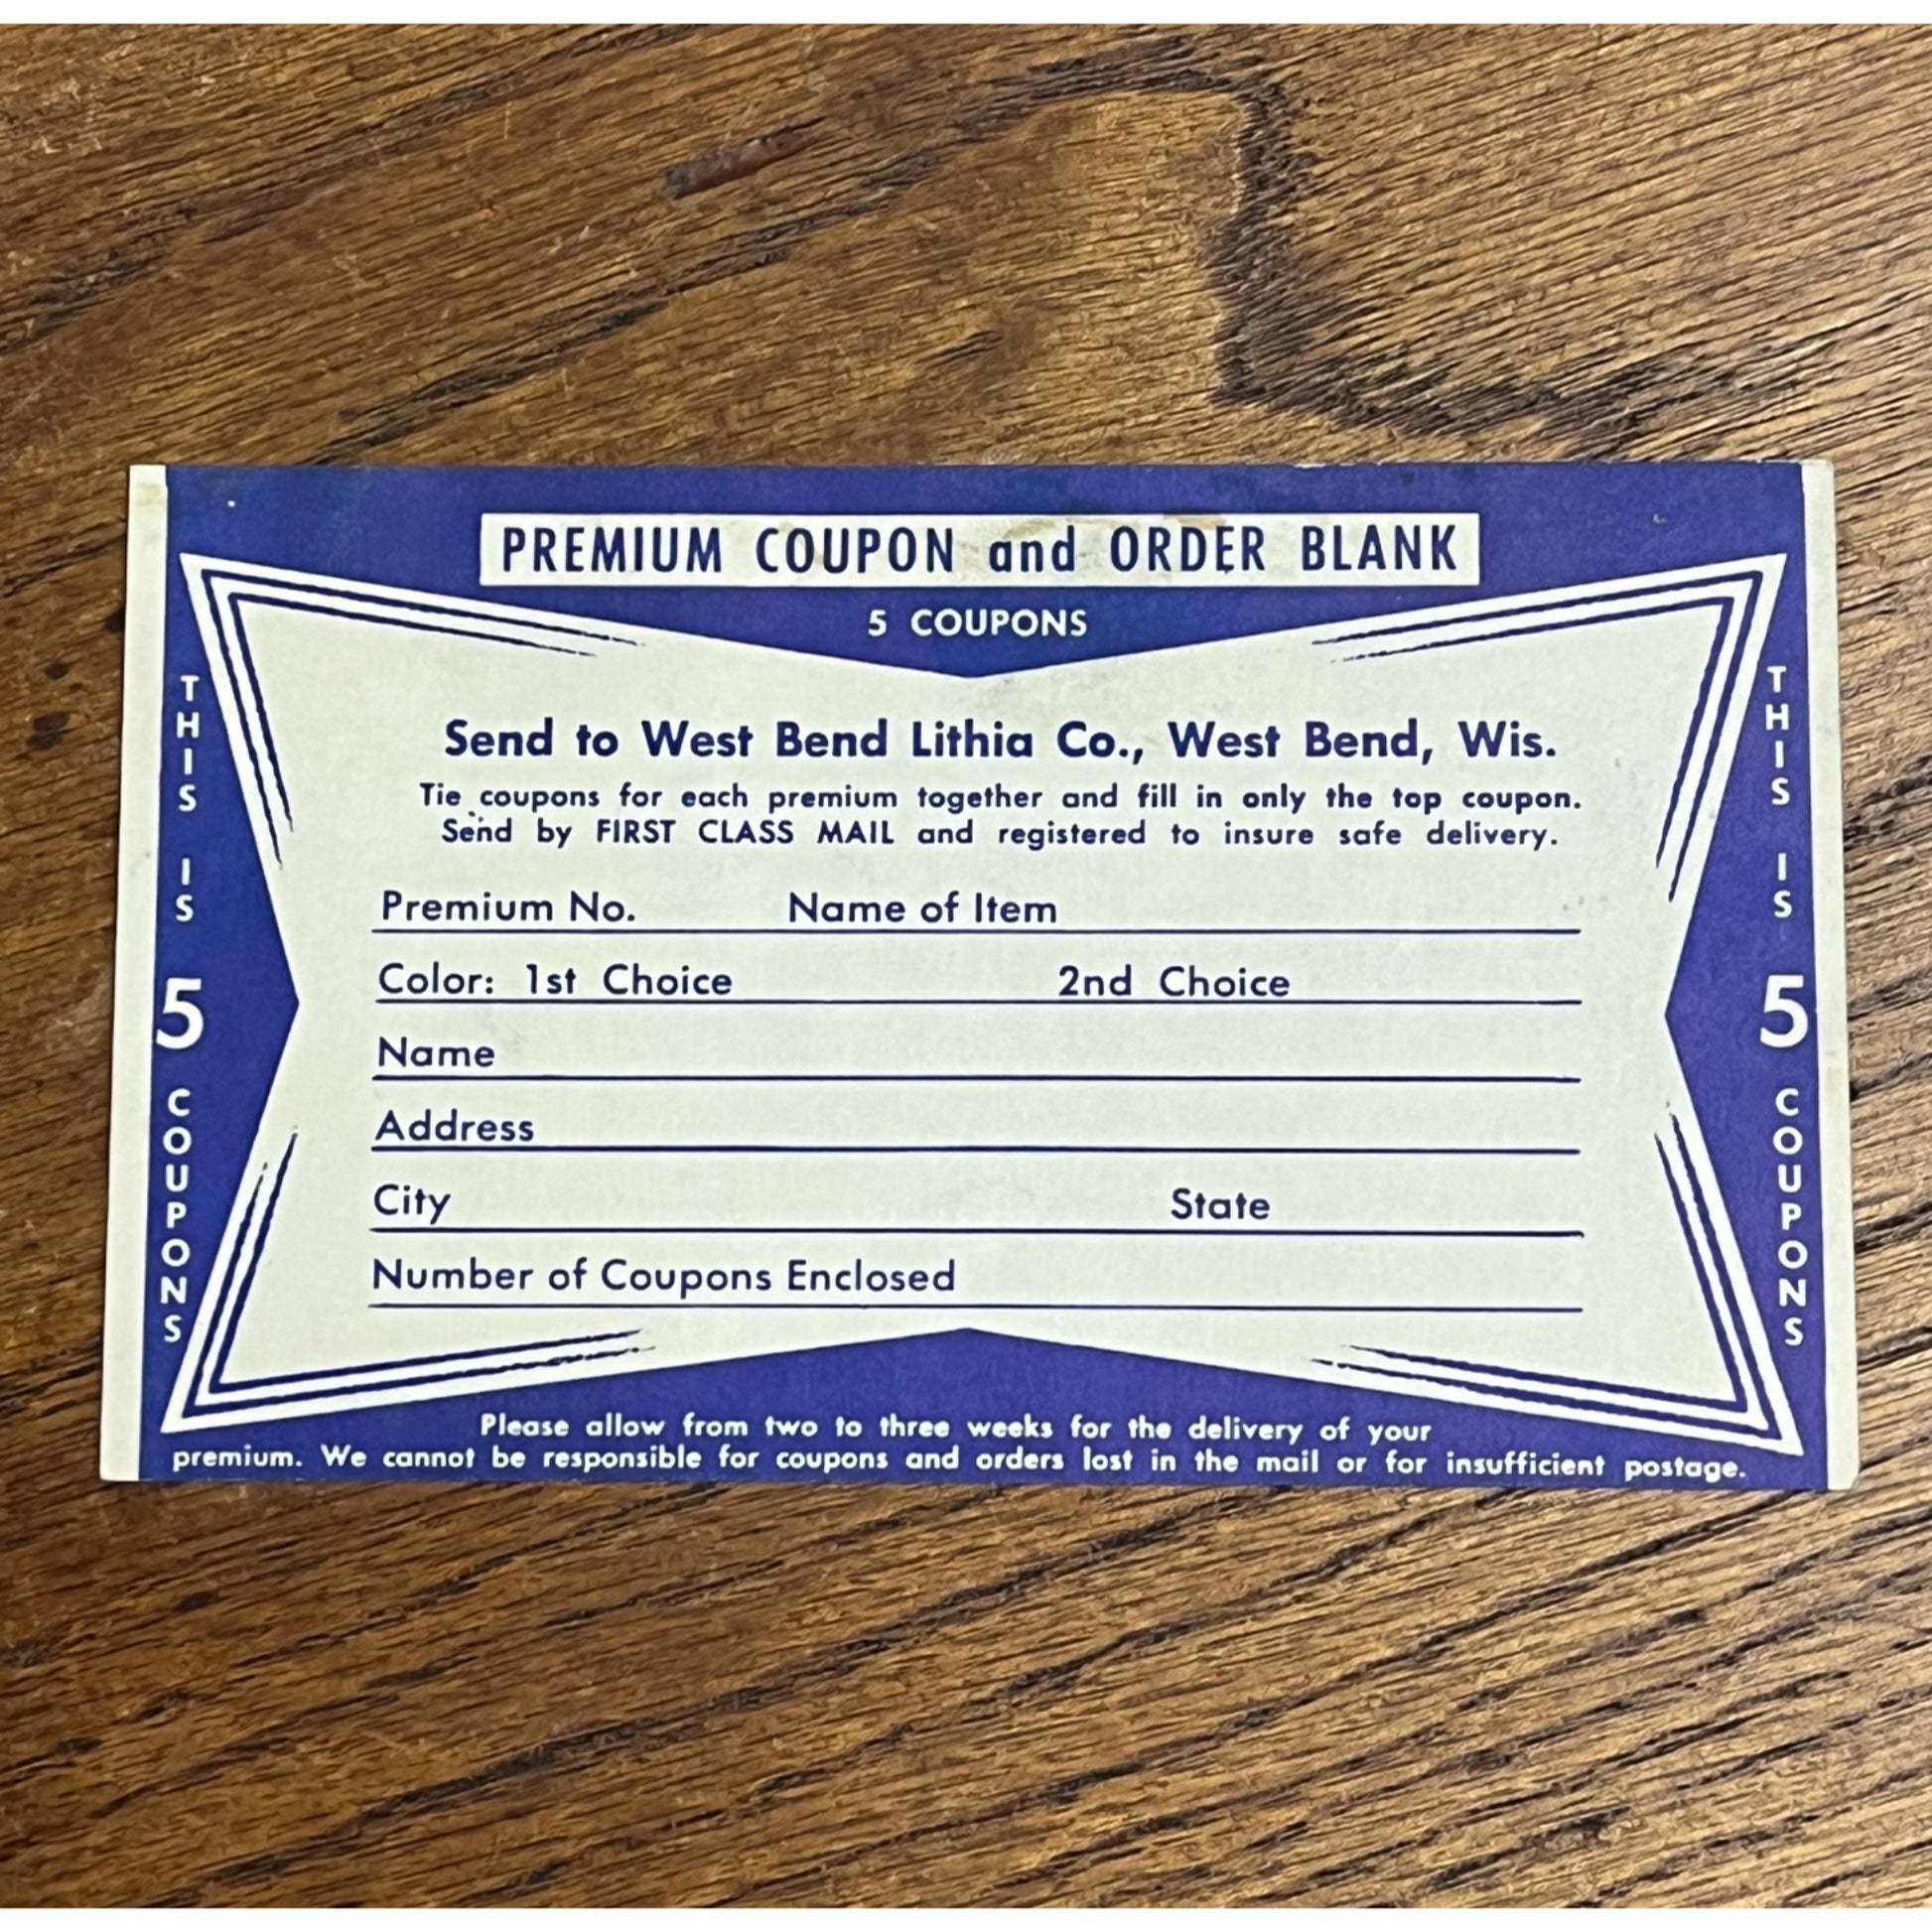 PREMIUM COUPON and ORDER BLANK
5 COUPONS
THIS IS 5 COUPONS
Send to West Bend Lithia Co., West Bend, Wis.
Tie coupons for each premium together and fill in only the top coupon.
Send by FIRST CLASS MAIL and registered to insure safe delivery.
Premium No. Name of Item
Color: 1st Choice 2nd Choice
Name
Address
City State
Number of Coupons Enclosed
THIS IS 5 COUPONS
Please allow from two to three weeks for the delivery of your
premium. We cannot be responsible for coupons and orders lost in the mail or for insufficient postage.